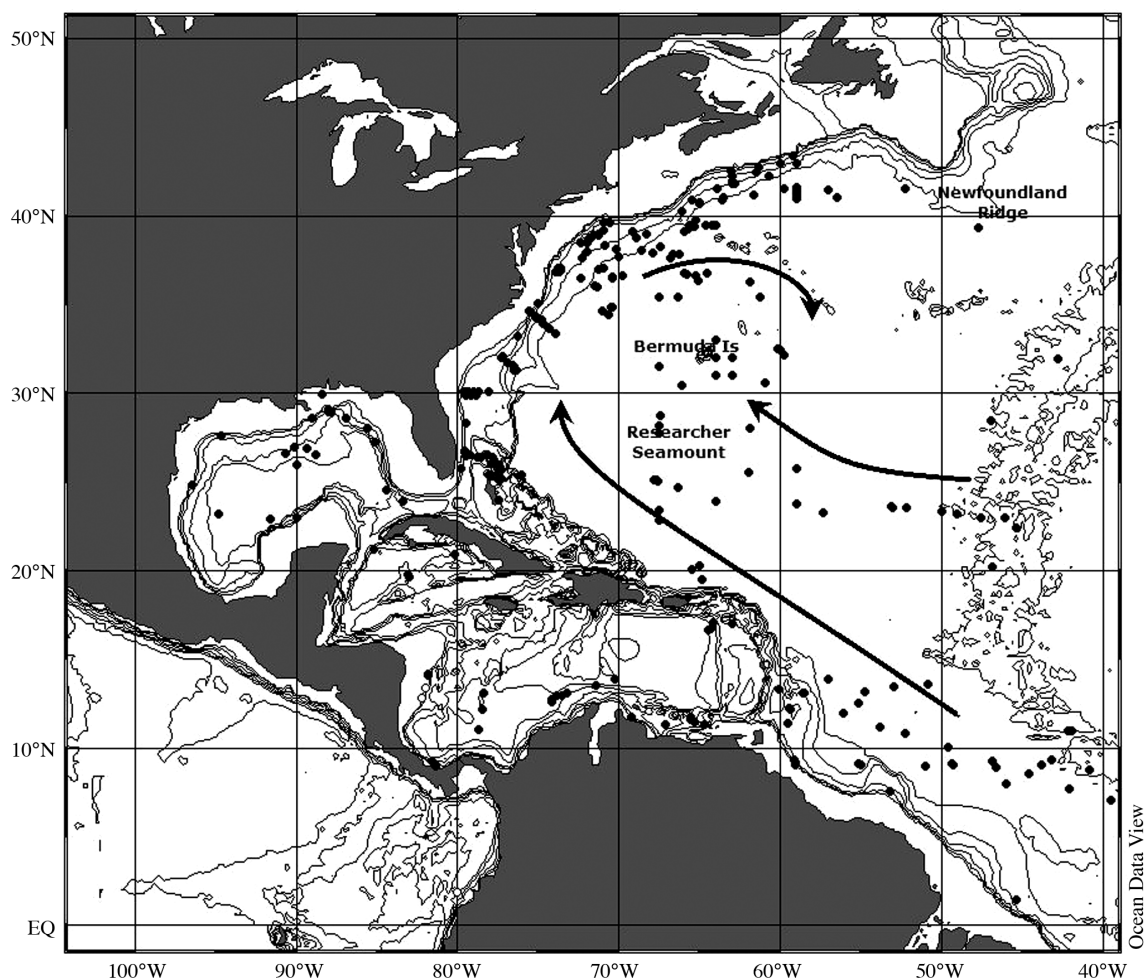 50°N
40°N
30°N
20°N
10°N
EQ
Newfoundland
Ridge
Bermuda Is
Researcher
Seamount
100°W
90°W
80°W
70°W
60°W
50°W
40°W
Ocean Data View